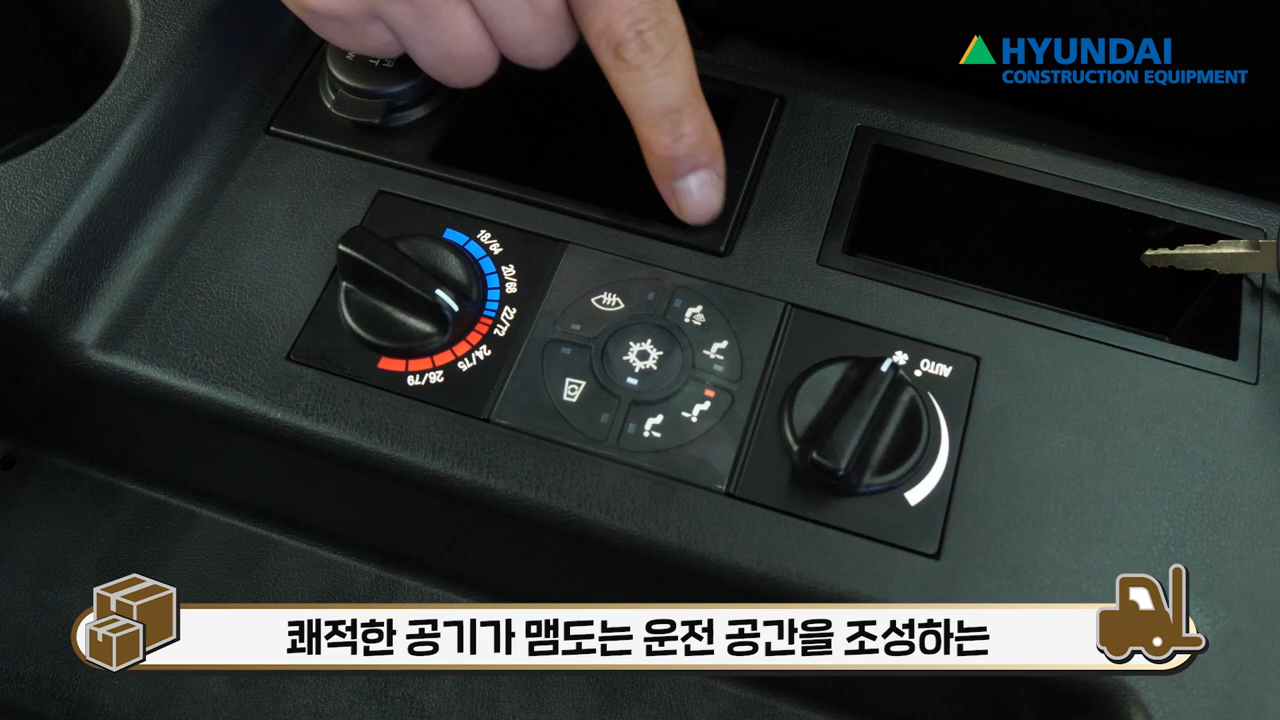 HYUNDAI
CONSTRUCTION EQUIPMENT
18/64
20/68
22/72
24/75
26/79
AUTO
쾌적한 공기가 맴도는 운전 공간을 조성하는